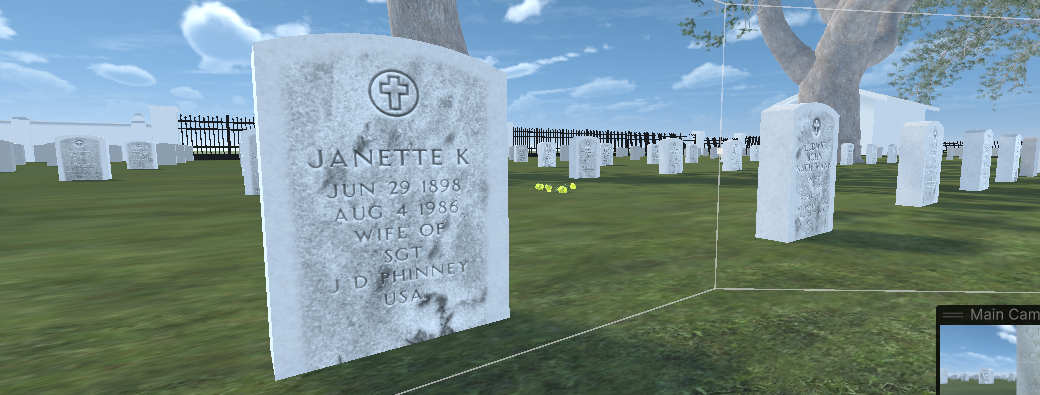 JANETTE K
JUN 29 1898
AUG 4 1986
WIFE OF
SGT
J D PHINNEY
USA
Main Cam